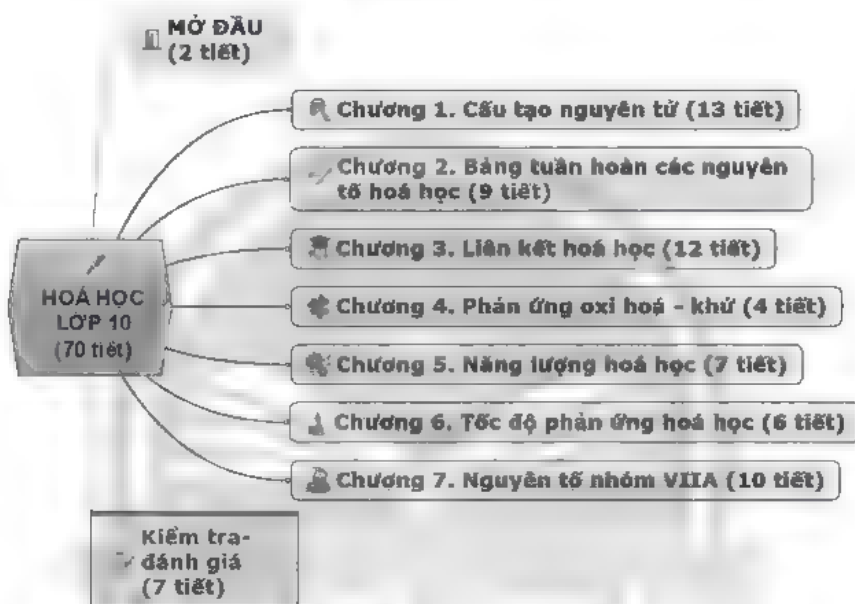 MỞ ĐẦU
(2 tiết)
Chương 1. Cấu tạo nguyên tử (13 tiết)
Chương 2. Bảng tuần hoàn các nguyên
tố hoá học (9 tiết)
Chương 3. Liên kết hoá học (12 tiết)
HOÁ HỌC
LỚP 10
(70 tiết)
Chương 4. Phản ứng oxi hoá - khử (4 tiết)
Chương 5. Năng lượng hoá học (7 tiết)
Chương 6. Tốc độ phản ứng hoá học (6 tiết)
Chương 7. Nguyên tố nhóm VIIA (10 tiết)
Kiểm tra-
đánh giá
(7 tiết)